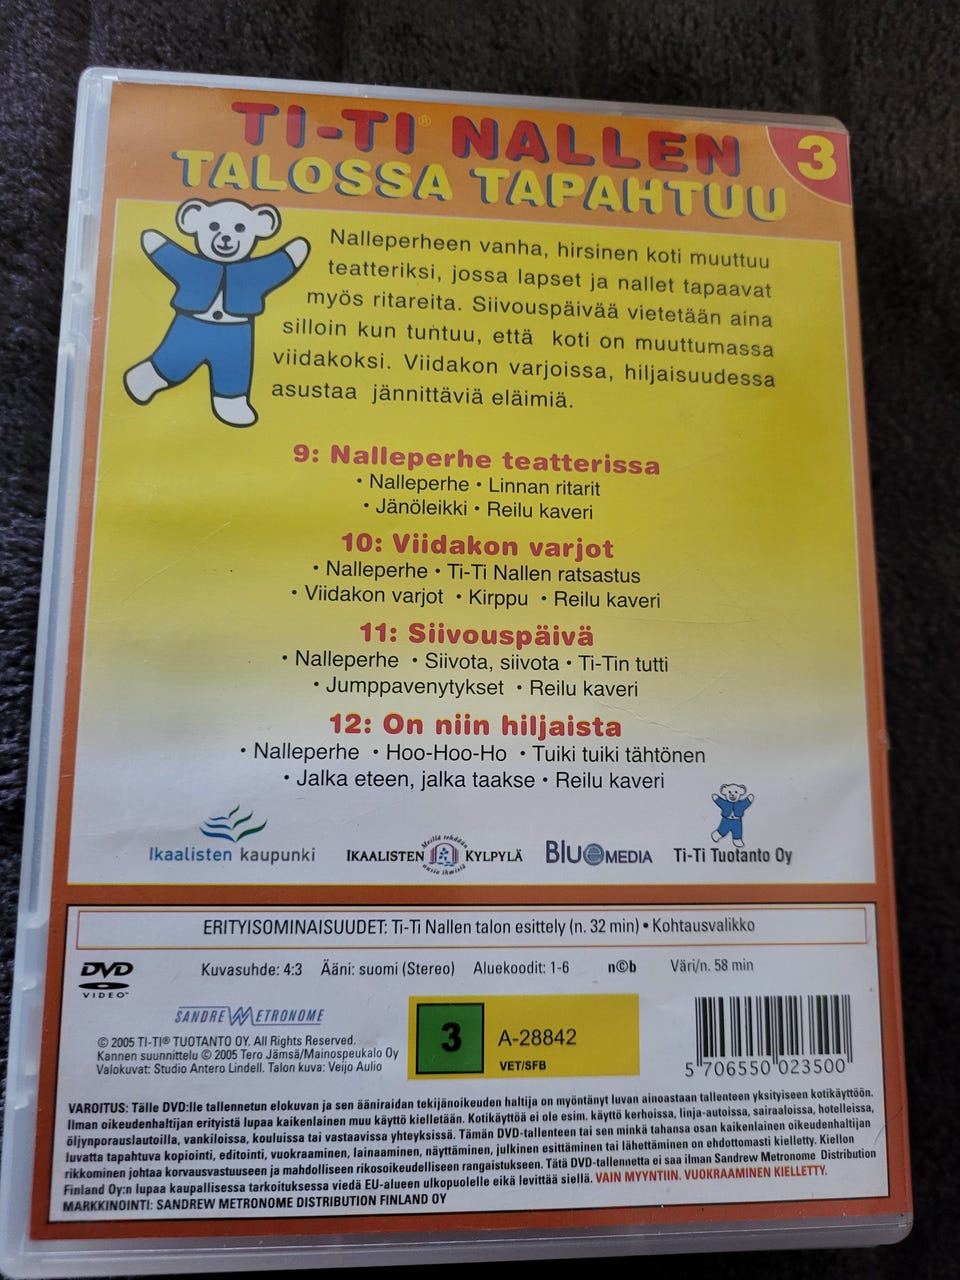 TI-TI® NALLEN
3
TALOSSA TAPAHTUU
Nalleperheen vanha, hirsinen koti muuttuu
teatteriksi, jossa lapset ja nallet tapaavat
myös ritareita. Siivouspäivää vietetään aina
silloin kun tuntuu, että koti on muuttumassa
viidakoksi. Viidakon varjoissa, hiljaisuudessa
asustaa jännittäviä eläimiä.
9: Nalleperhe teatterissa
• Nalleperhe • Linnan ritarit
• Jänöleikki • Reilu kaveri
10: Viidakon varjot
• Nalleperhe • Ti-Ti Nallen ratsastus
• Viidakon varjot • Kirppu • Reilu kaveri
11: Siivouspäivä
• Nalleperhe • Siivota, siivota • Ti-Tin tutti
• Jumppavenytykset • Reilu kaveri
12: On niin hiljaista
• Nalleperhe • Hoo-Hoo-Ho • Tuiki tuiki tähtönen
• Jalka eteen, jalka taakse • Reilu kaveri
Ikaalisten kaupunki
Meillä tehdään
IKAALISTEN KYLPYLÄ
uusia ihmisiä
BLUEMEDIA
Ti-Ti Tuotanto Oy
ERITYISOMINAISUUDET: Ti-Ti Nallen talon esittely (n. 32 min) • Kohtausvalikko
DVD
VIDEO™
Kuvasuhde: 4:3 Ääni: suomi (Stereo) Aluekoodit: 1-6 n©b Väri/n. 58 min
SANDREW METRONOME
© 2005 TI-TI® TUOTANTO OY. All Rights Reserved.
Kannen suunnittelu © 2005 Tero Jämsä/Mainospeukalo Oy
Valokuvat: Studio Antero Lindell. Talon kuva: Veijo Aulio
3
A-28842
VET/SFB
5 706550 023500
VAROITUS: Tälle DVD:lle tallennetun elokuvan ja sen ääniraidan tekijänoikeuden haltija on myöntänyt luvan ainoastaan tallenteen yksityiseen kotikäyttöön.
Ilman oikeudenhaltijan erityistä lupaa kaikenlainen muu käyttö kielletään. Kotikäyttöä ei ole esim. käyttö kerhoissa, linja-autoissa, sairaaloissa, hotelleissa,
öljynporauslautoilla, vankiloissa, kouluissa tai vastaavissa yhteyksissä. Tämän DVD-tallenteen tai sen minkä tahansa osan kaikenlainen oikeudenhaltijan
luvatta tapahtuva kopiointi, editointi, vuokraaminen, lainaaminen, näyttäminen, julkinen esittäminen tai lähettäminen on ehdottomasti kielletty. Kiellon
rikkominen johtaa korvausvastuuseen ja mahdolliseen rikosoikeudelliseen rangaistukseen. Tätä DVD-tallennetta ei saa ilman Sandrew Metronome Distribution
Finland Oy:n lupaa kaupallisessa tarkoituksessa viedä EU-alueen ulkopuolelle eikä levittää siellä. VAIN MYYNTIIN. VUOKRAAMINEN KIELLETTY.
MARKKINOINTI: SANDREW METRONOME DISTRIBUTION FINLAND OY